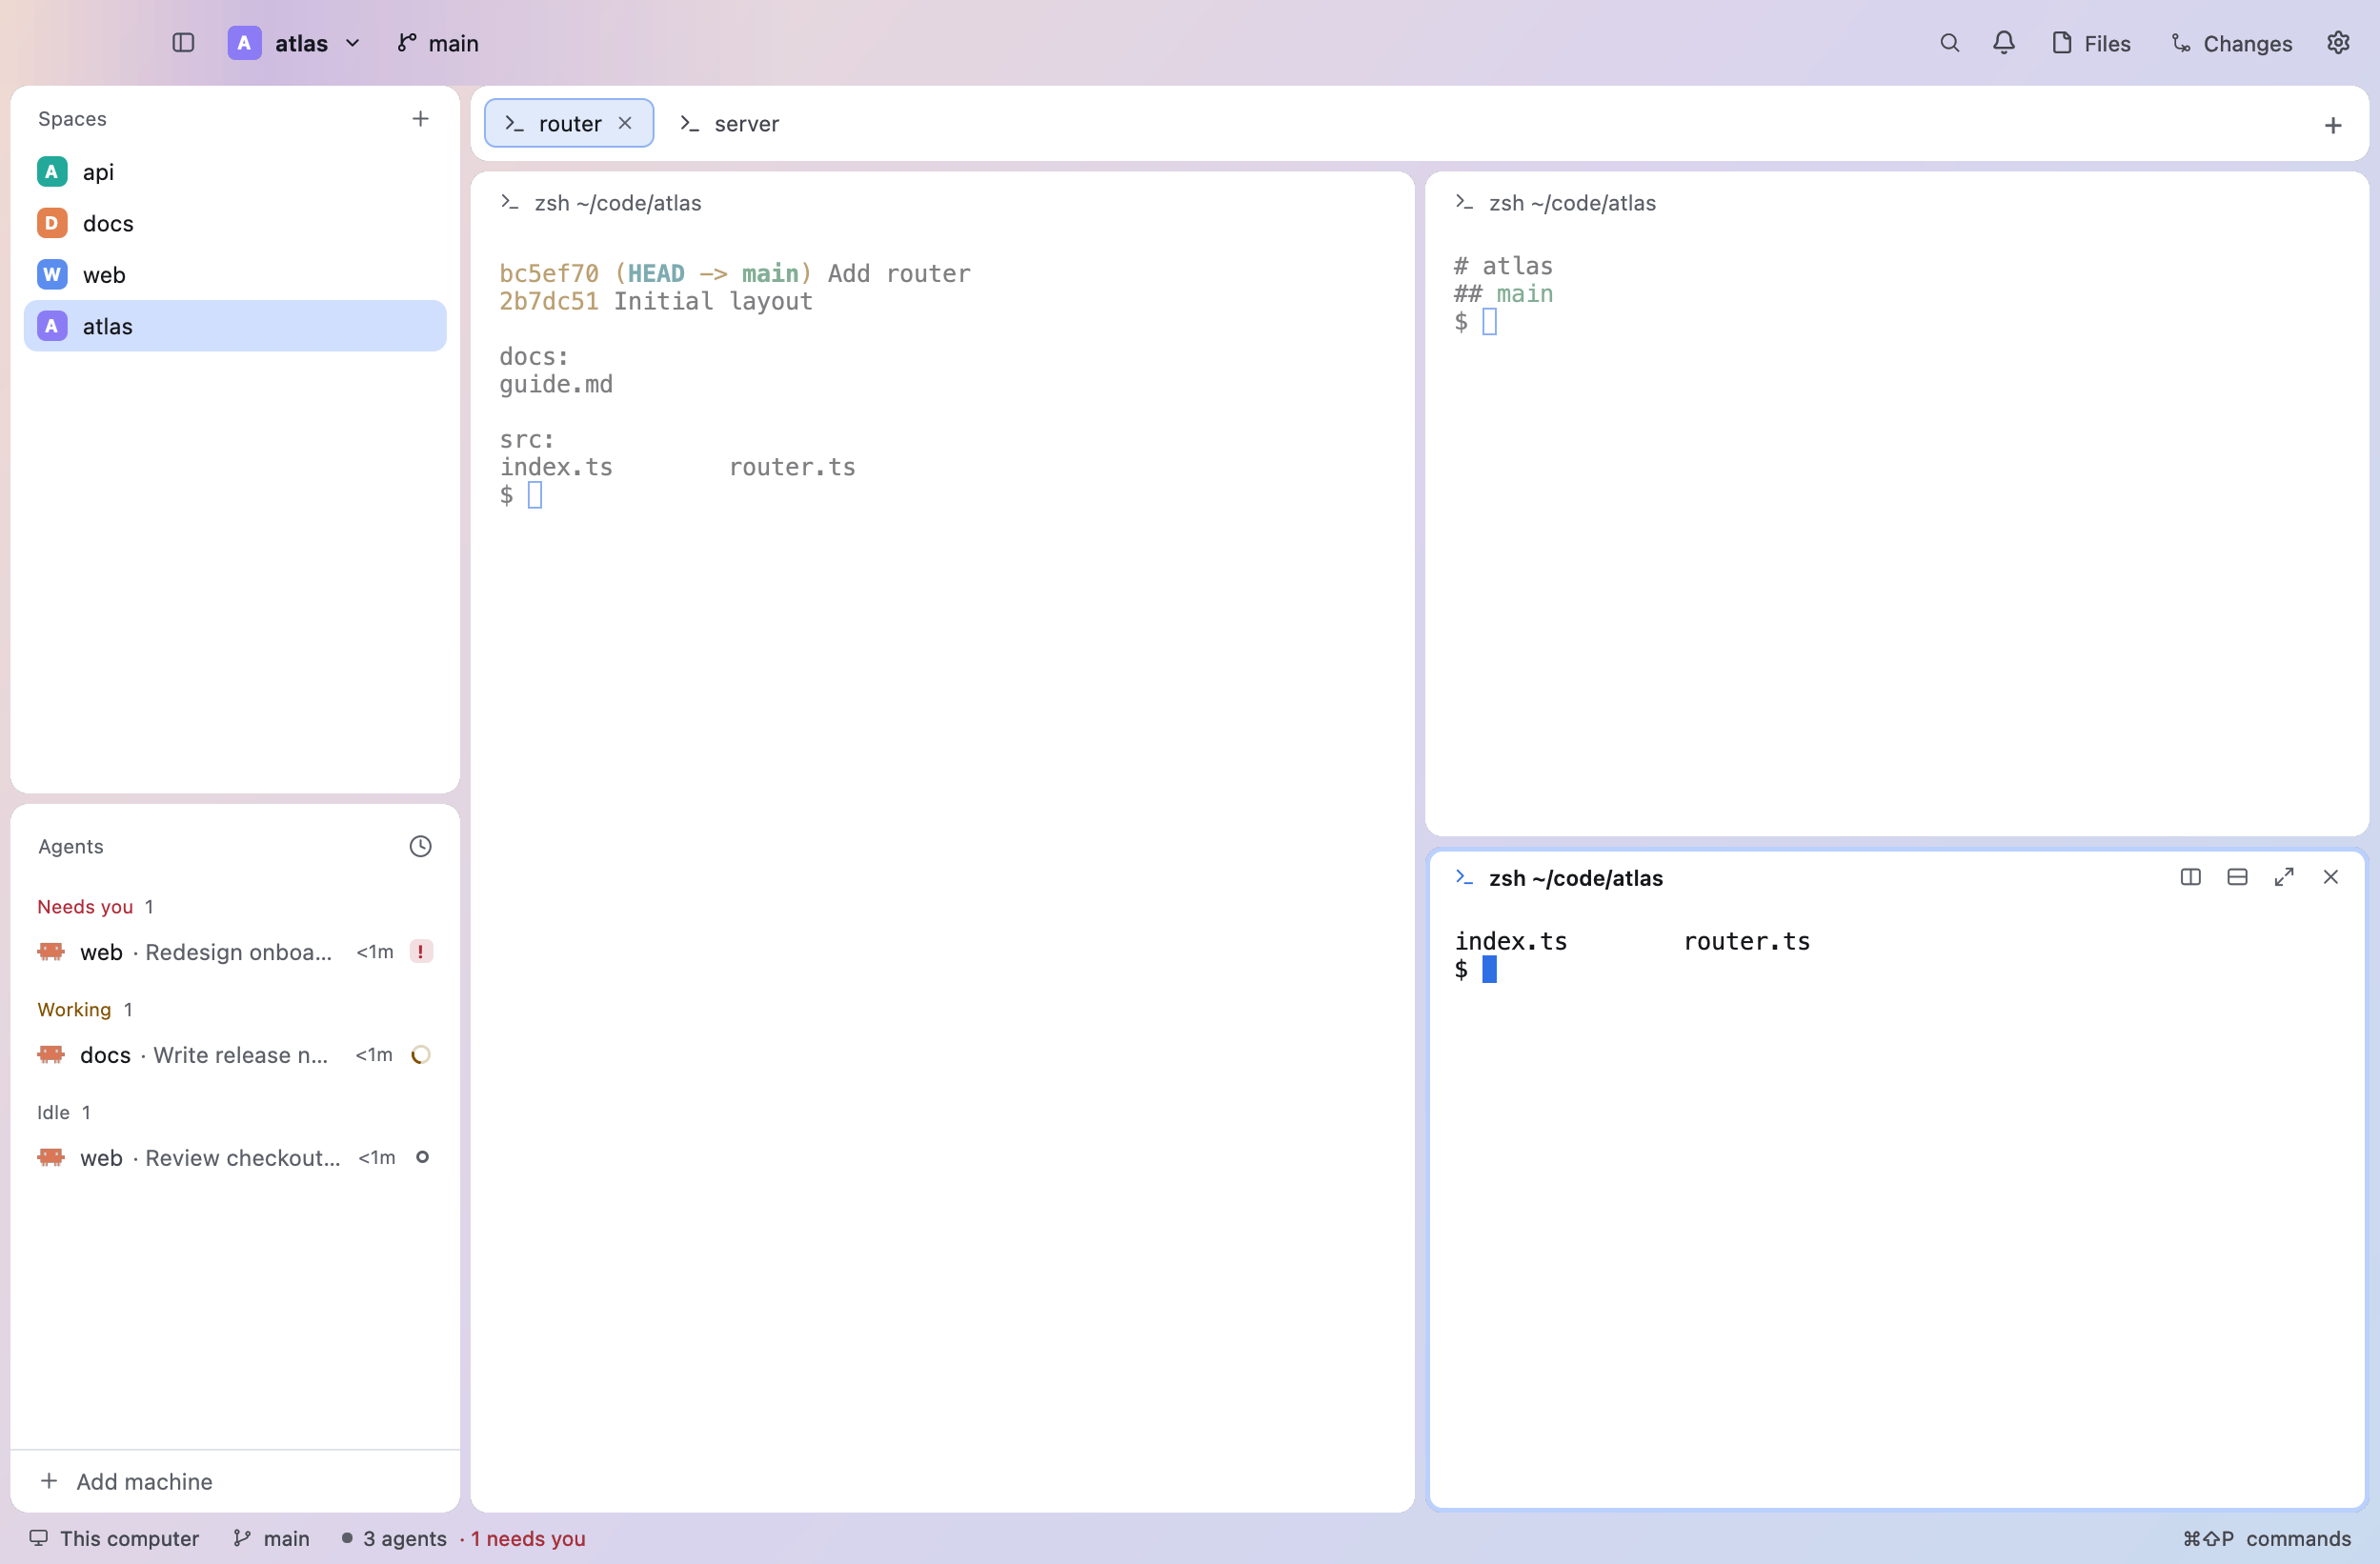 A atlas main Files Changes
Spaces
A api
D docs
W web
A atlas
Agents
Needs you 1
web · Redesign onboa... <1m !
Working 1
docs · Write release n... <1m
Idle 1
web · Review checkout... <1m
Add machine
router server
zsh ~/code/atlas
bc5ef70 (HEAD -> main) Add router
2b7dc51 Initial layout
docs:
guide.md
src:
index.ts router.ts
$
zsh ~/code/atlas
# atlas
## main
$
zsh ~/code/atlas
index.ts router.ts
$
This computer main 3 agents · 1 needs you ⌘⇧P commands